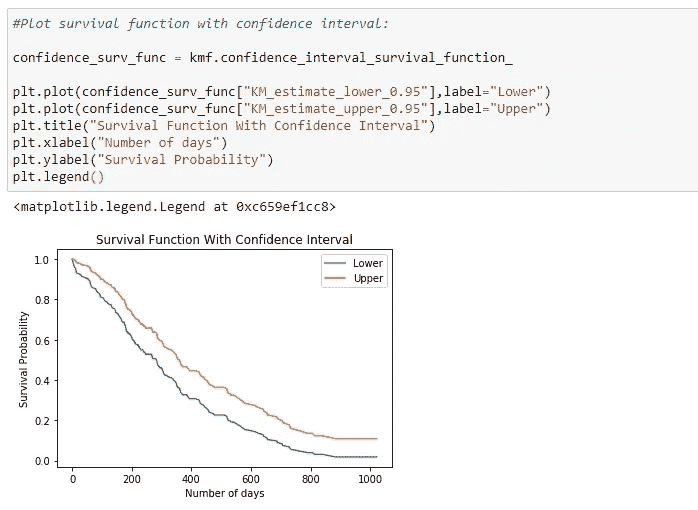 #Plot survival function with confidence interval:
confidence_surv_func = kmf.confidence_interval_survival_function_
plt.plot(confidence_surv_func["KM_estimate_lower_0.95"],label="Lower")
plt.plot(confidence_surv_func["KM_estimate_upper_0.95"],label="Upper")
plt.title("Survival Function With Confidence Interval")
plt.xlabel("Number of days")
plt.ylabel("Survival Probability")
plt.legend()
<matplotlib.legend.Legend at 0xc659ef1cc8>
Survival Function With Confidence Interval
Lower
Upper
Survival Probability
1.0
0.8
0.6
0.4
0.2
0.0
0 200 400 600 800 1000
Number of days